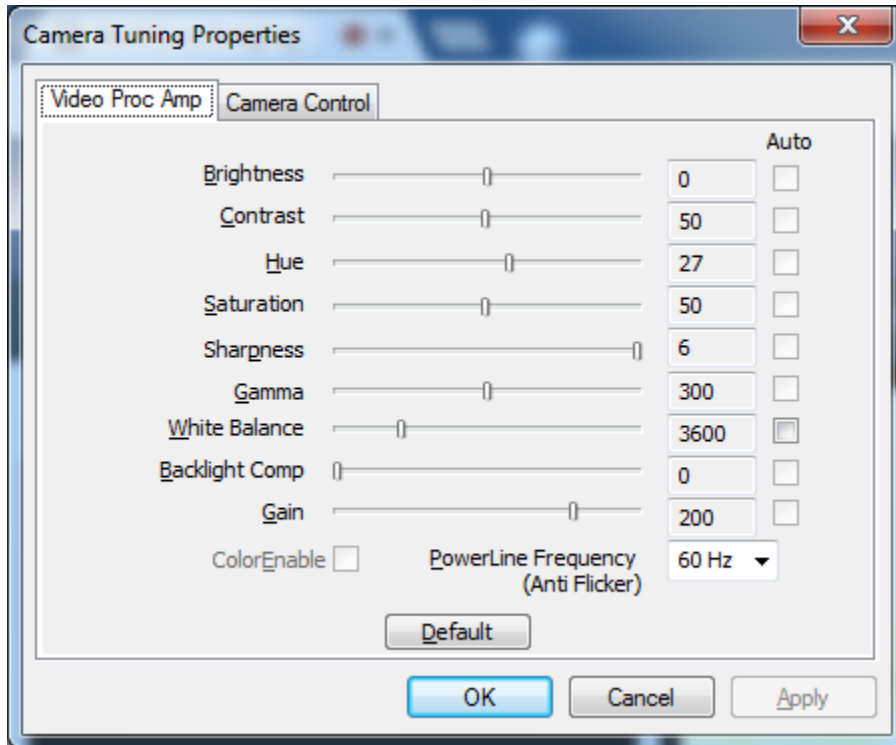 Camera Tuning Properties
Video Proc Amp Camera Control
Auto
Brightness 0
Contrast 50
Hue 27
Saturation 50
Sharpness 6
Gamma 300
White Balance 3600
Backlight Comp 0
Gain 200
ColorEnable PowerLine Frequency 60 Hz
(Anti Flicker)
Default
OK Cancel Apply